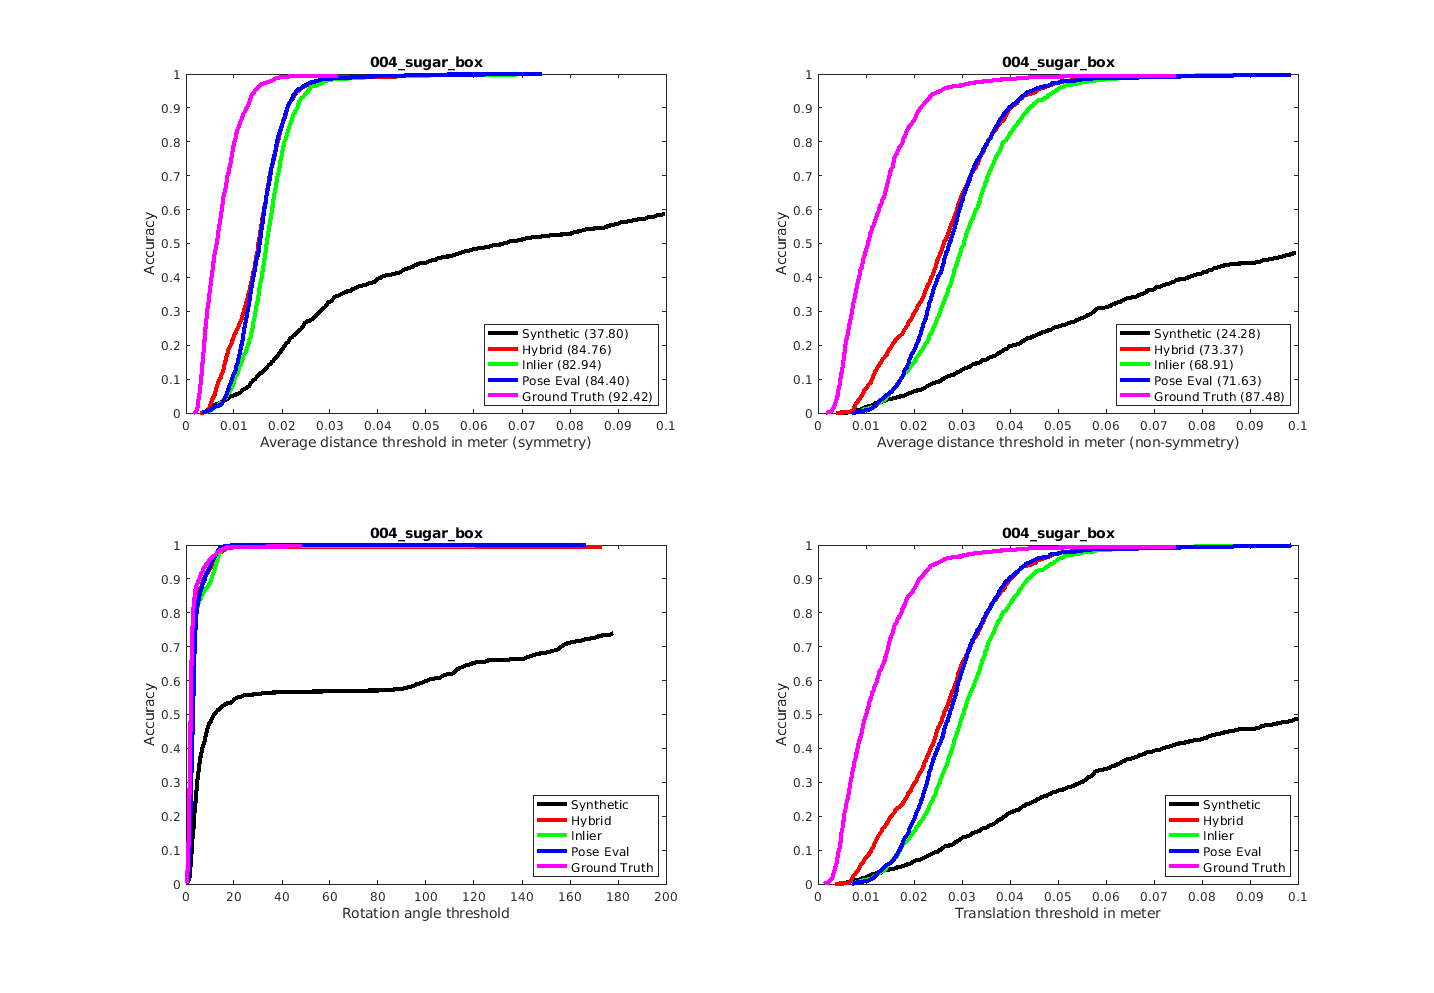 004_sugar_box
1
0.9
0.8
0.7
0.6
0.5
0.4
0.3
0.2
0.1
0
Accuracy
Synthetic (37.80)
Hybrid (84.76)
Inlier (82.94)
Pose Eval (84.40)
Ground Truth (92.42)
0 0.01 0.02 0.03 0.04 0.05 0.06 0.07 0.08 0.09 0.1
Average distance threshold in meter (symmetry)
004_sugar_box
1
0.9
0.8
0.7
0.6
0.5
0.4
0.3
0.2
0.1
0
Accuracy
Synthetic (24.28)
Hybrid (73.37)
Inlier (68.91)
Pose Eval (71.63)
Ground Truth (87.48)
0 0.01 0.02 0.03 0.04 0.05 0.06 0.07 0.08 0.09 0.1
Average distance threshold in meter (non-symmetry)
004_sugar_box
1
0.9
0.8
0.7
0.6
0.5
0.4
0.3
0.2
0.1
0
Accuracy
Synthetic
Hybrid
Inlier
Pose Eval
Ground Truth
0 20 40 60 80 100 120 140 160 180 200
Rotation angle threshold
004_sugar_box
1
0.9
0.8
0.7
0.6
0.5
0.4
0.3
0.2
0.1
0
Accuracy
Synthetic
Hybrid
Inlier
Pose Eval
Ground Truth
0 0.01 0.02 0.03 0.04 0.05 0.06 0.07 0.08 0.09 0.1
Translation threshold in meter